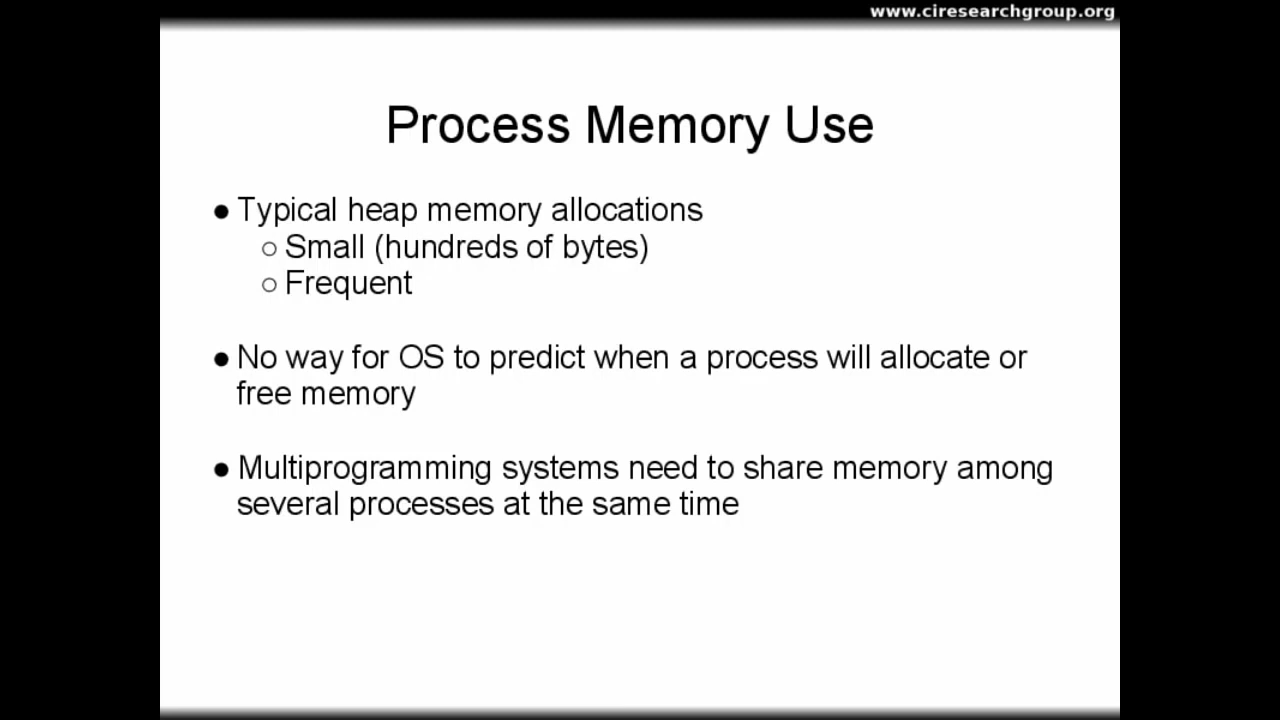 www.ciresearchgroup.org
Process Memory Use
● Typical heap memory allocations
○ Small (hundreds of bytes)
○ Frequent
● No way for OS to predict when a process will allocate or
free memory
● Multiprogramming systems need to share memory among
several processes at the same time